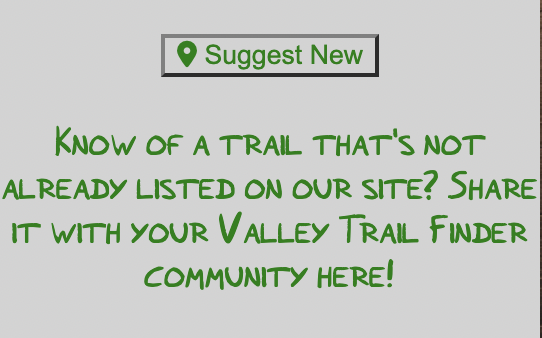 Suggest New
Know of a trail that's not
already listed on our site? Share
it with your Valley Trail Finder
community here!